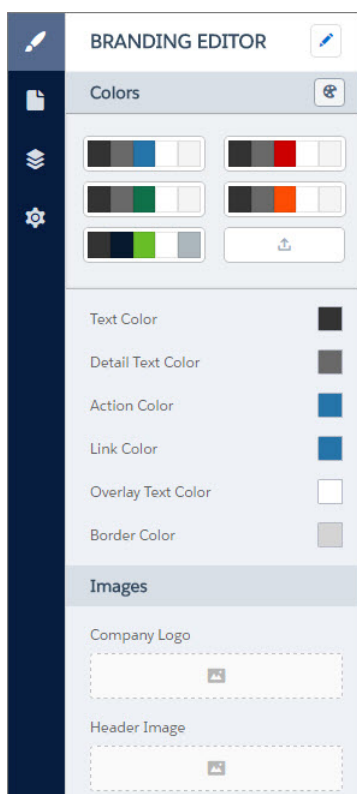 BRANDING EDITOR
Colors
Text Color
Detail Text Color
Action Color
Link Color
Overlay Text Color
Border Color
Images
Company Logo
Header Image